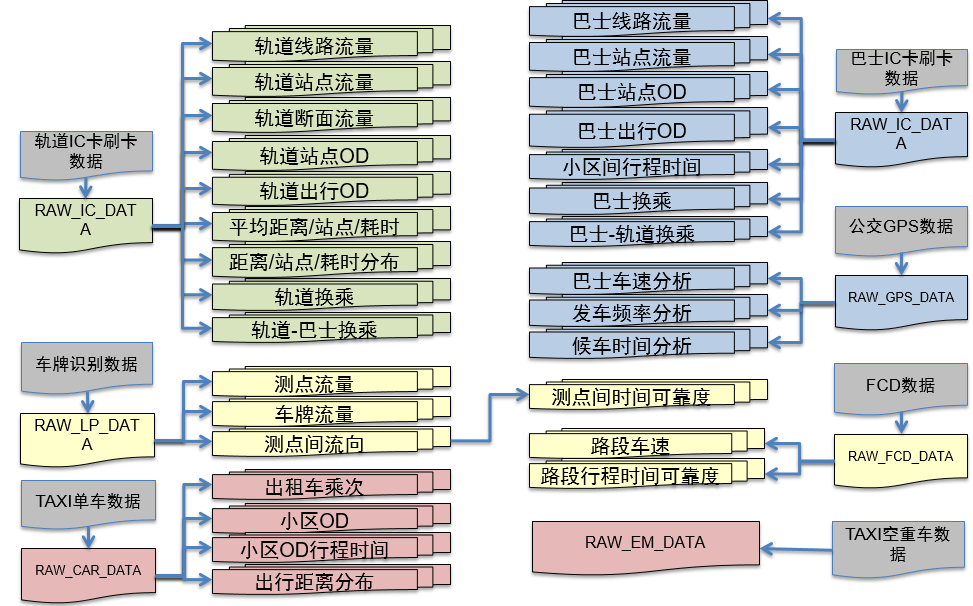 轨道IC卡刷卡
数据
RAW_IC_DAT
A
轨道线路流量
轨道站点流量
轨道断面流量
轨道站点OD
轨道出行OD
平均距离/站点/耗时
距离/站点/耗时分布
轨道换乘
轨道-巴士换乘
车牌识别数据
RAW_LP_DAT
A
测点流量
车牌流量
测点间流向
TAXI单车数据
RAW_CAR_DATA
出租车乘次
小区OD
小区OD行程时间
出行距离分布
巴士线路流量
巴士站点流量
巴士站点OD
巴士出行OD
小区间行程时间
巴士换乘
巴士-轨道换乘
巴士IC卡刷卡
数据
RAW_IC_DAT
A
巴士车速分析
发车频率分析
候车时间分析
公交GPS数据
RAW_GPS_DATA
测点间时间可靠度
路段车速
路段行程时间可靠度
FCD数据
RAW_FCD_DATA
RAW_EM_DATA
TAXI空重车数
据